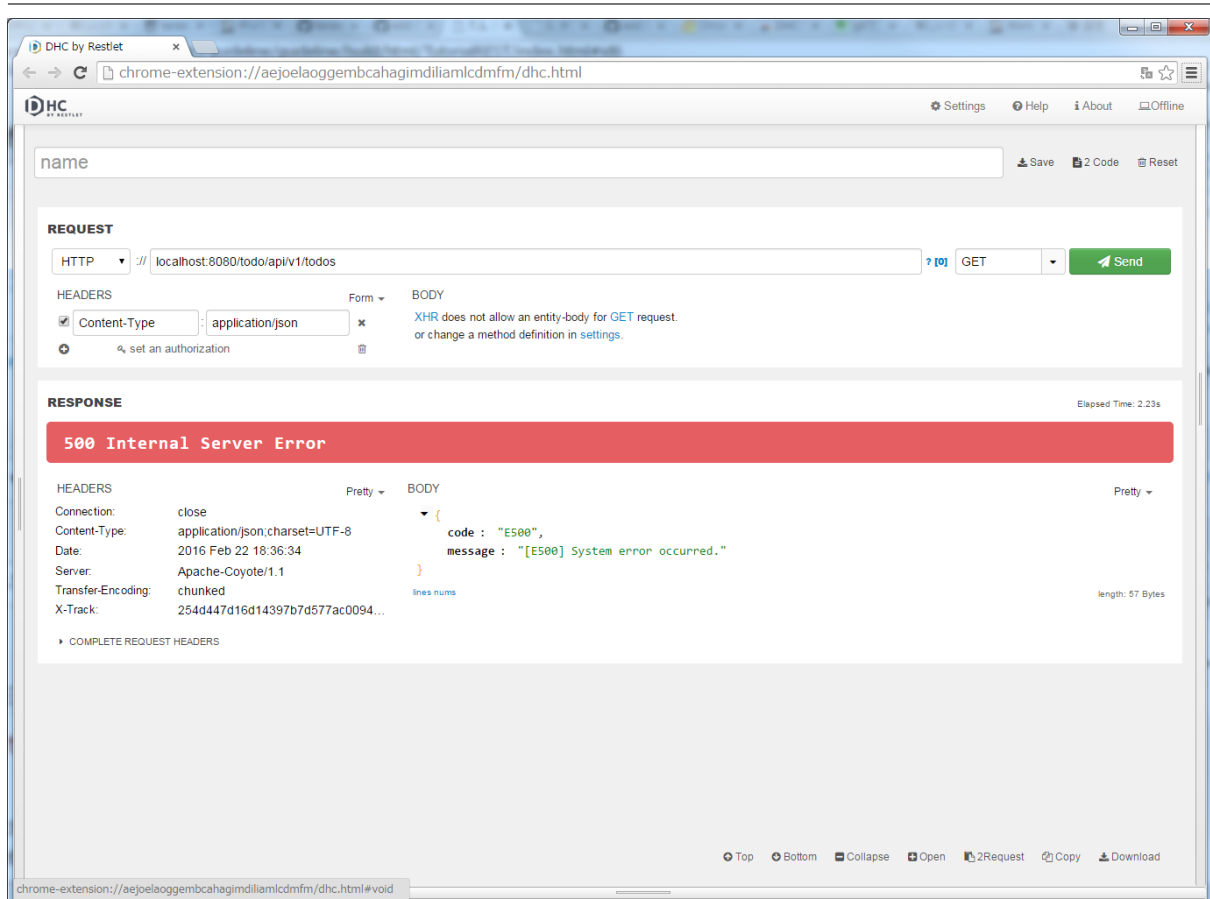 DHC by Restlet
chrome-extension://aejoelaoggembcahagimdiliamlcdmfm/dhc.html
DHC Settings Help About Offline
BY RESTLET
name Save 2 Code Reset
REQUEST
HTTP :// localhost:8080/todo/api/v1/todos ? [0] GET Send
HEADERS Form BODY
Content-Type : application/json XHR does not allow an entity-body for GET request.
or change a method definition in settings.
set an authorization
RESPONSE Elapsed Time: 2.23s
500 Internal Server Error
HEADERS Pretty BODY Pretty
Connection: close {
Content-Type: application/json;charset=UTF-8 code : "E500",
Date: 2016 Feb 22 18:36:34 message : "[E500] System error occurred."
Server: Apache-Coyote/1.1 }
Transfer-Encoding: chunked lines nums length: 57 Bytes
X-Track: 254d447d16d14397b7d577ac0094...
COMPLETE REQUEST HEADERS
Top Bottom Collapse Open 2Request Copy Download
chrome-extension://aejoelaoggembcahagimdiliamlcdmfm/dhc.html#void